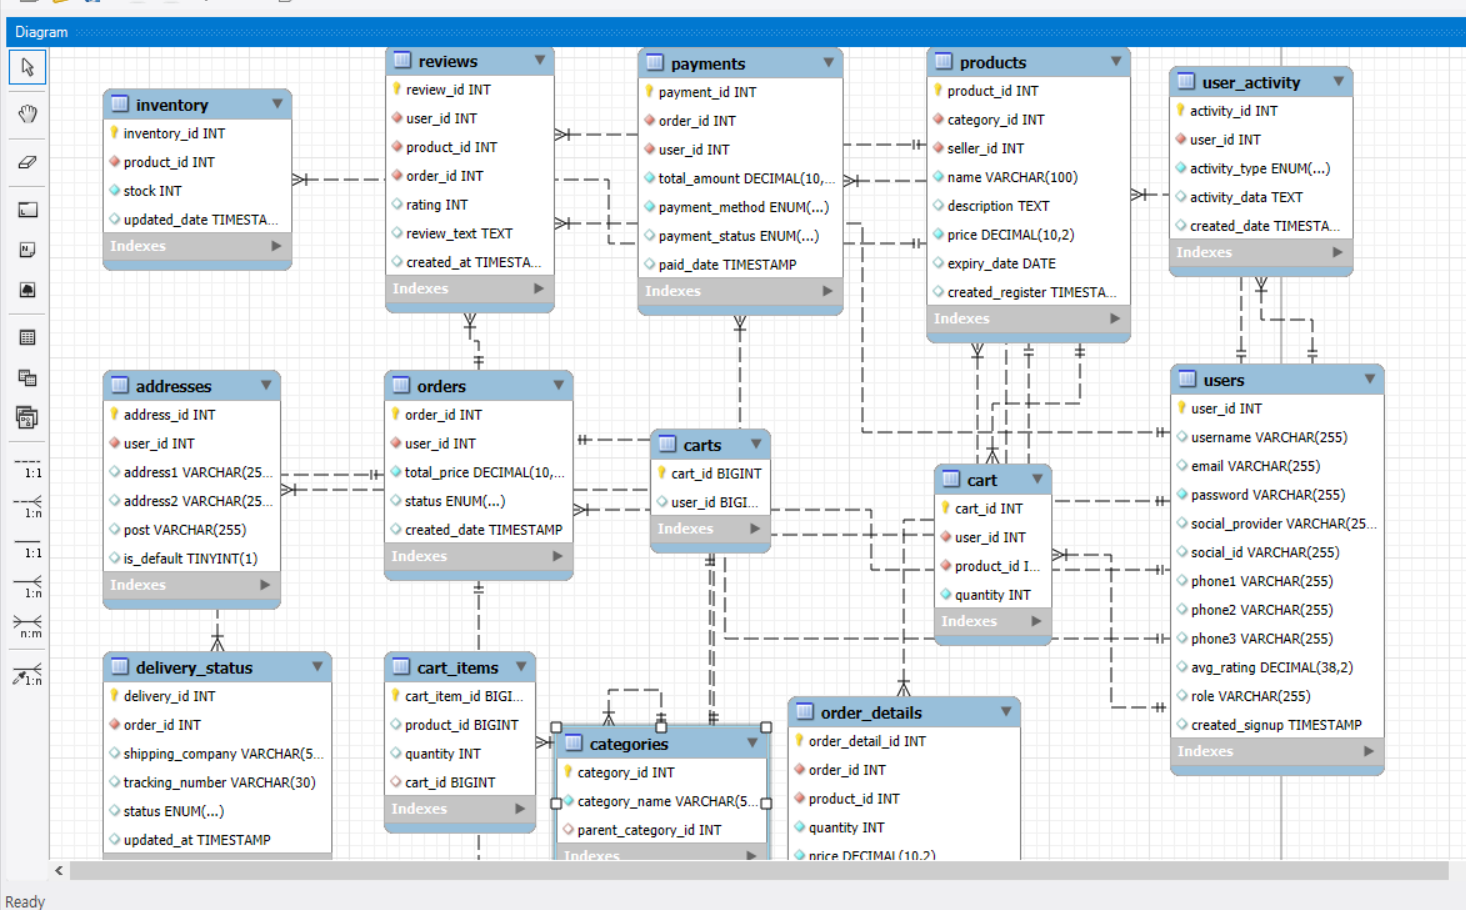 Diagram
inventory
inventory_id INT
product_id INT
stock INT
updated_date TIMESTA...
Indexes
reviews
review_id INT
user_id INT
product_id INT
order_id INT
rating INT
review_text TEXT
created_at TIMESTA...
Indexes
payments
payment_id INT
order_id INT
user_id INT
total_amount DECIMAL(10,...
payment_method ENUM(...)
payment_status ENUM(...)
paid_date TIMESTAMP
Indexes
products
product_id INT
category_id INT
seller_id INT
name VARCHAR(100)
description TEXT
price DECIMAL(10,2)
expiry_date DATE
created_register TIMESTA...
Indexes
user_activity
activity_id INT
user_id INT
activity_type ENUM(...)
activity_data TEXT
created_date TIMESTA...
Indexes
addresses
address_id INT
user_id INT
address1 VARCHAR(25...
address2 VARCHAR(25...
post VARCHAR(255)
is_default TINYINT(1)
Indexes
orders
order_id INT
user_id INT
total_price DECIMAL(10,...
status ENUM(...)
created_date TIMESTAMP
Indexes
carts
cart_id BIGINT
user_id BIGI...
Indexes
cart
cart_id INT
user_id INT
product_id I...
quantity INT
Indexes
users
user_id INT
username VARCHAR(255)
email VARCHAR(255)
password VARCHAR(255)
social_provider VARCHAR(25...
social_id VARCHAR(255)
phone1 VARCHAR(255)
phone2 VARCHAR(255)
phone3 VARCHAR(255)
avg_rating DECIMAL(38,2)
role VARCHAR(255)
created_signup TIMESTAMP
Indexes
delivery_status
delivery_id INT
order_id INT
shipping_company VARCHAR(5...
tracking_number VARCHAR(30)
status ENUM(...)
updated_at TIMESTAMP
cart_items
cart_item_id BIGI...
product_id BIGINT
quantity INT
cart_id BIGINT
Indexes
categories
category_id INT
category_name VARCHAR(5...
parent_category_id INT
Indexes
order_details
order_detail_id INT
order_id INT
product_id INT
quantity INT
price DECIMAL(10,2)
1:1
1:n
1:1
1:n
n:m
1:n
Ready